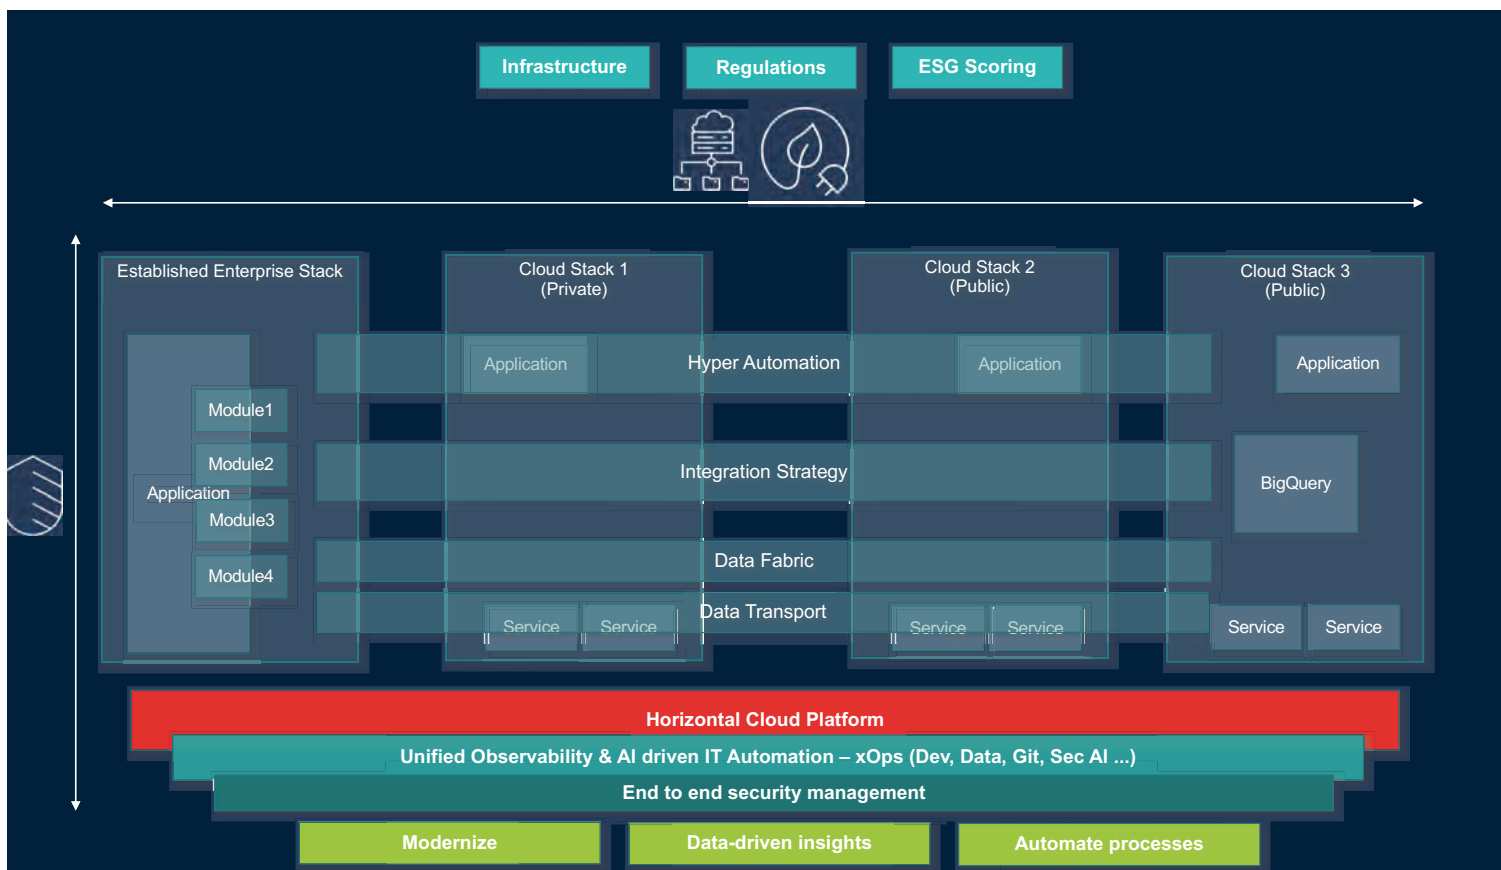 Infrastructure
Regulations
ESG Scoring
Established Enterprise Stack
Cloud Stack 1
(Private)
Cloud Stack 2
(Public)
Cloud Stack 3
(Public)
Application
Hyper Automation
Application
Application
Module1
Module2
Integration Strategy
BigQuery
Application
Module3
Data Fabric
Module4
Data Transport
Service
Service
Service
Service
Service
Service
Horizontal Cloud Platform
Unified Observability & AI driven IT Automation – xOps (Dev, Data, Git, Sec AI ...)
End to end security management
Modernize
Data-driven insights
Automate processes